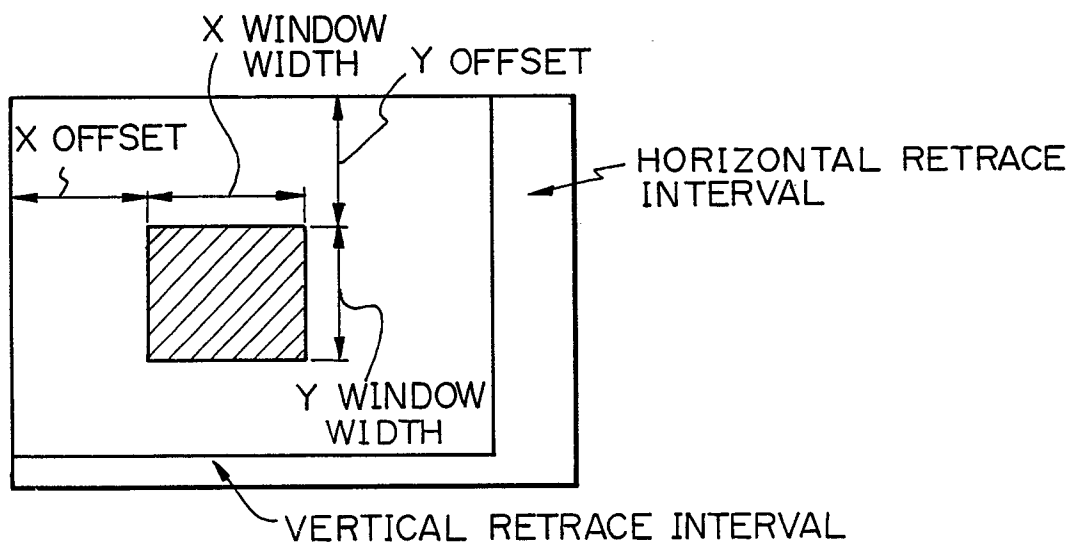 X WINDOW
WIDTH
Y OFFSET
X OFFSET
HORIZONTAL RETRACE
INTERVAL
Y WINDOW
WIDTH
VERTICAL RETRACE INTERVAL